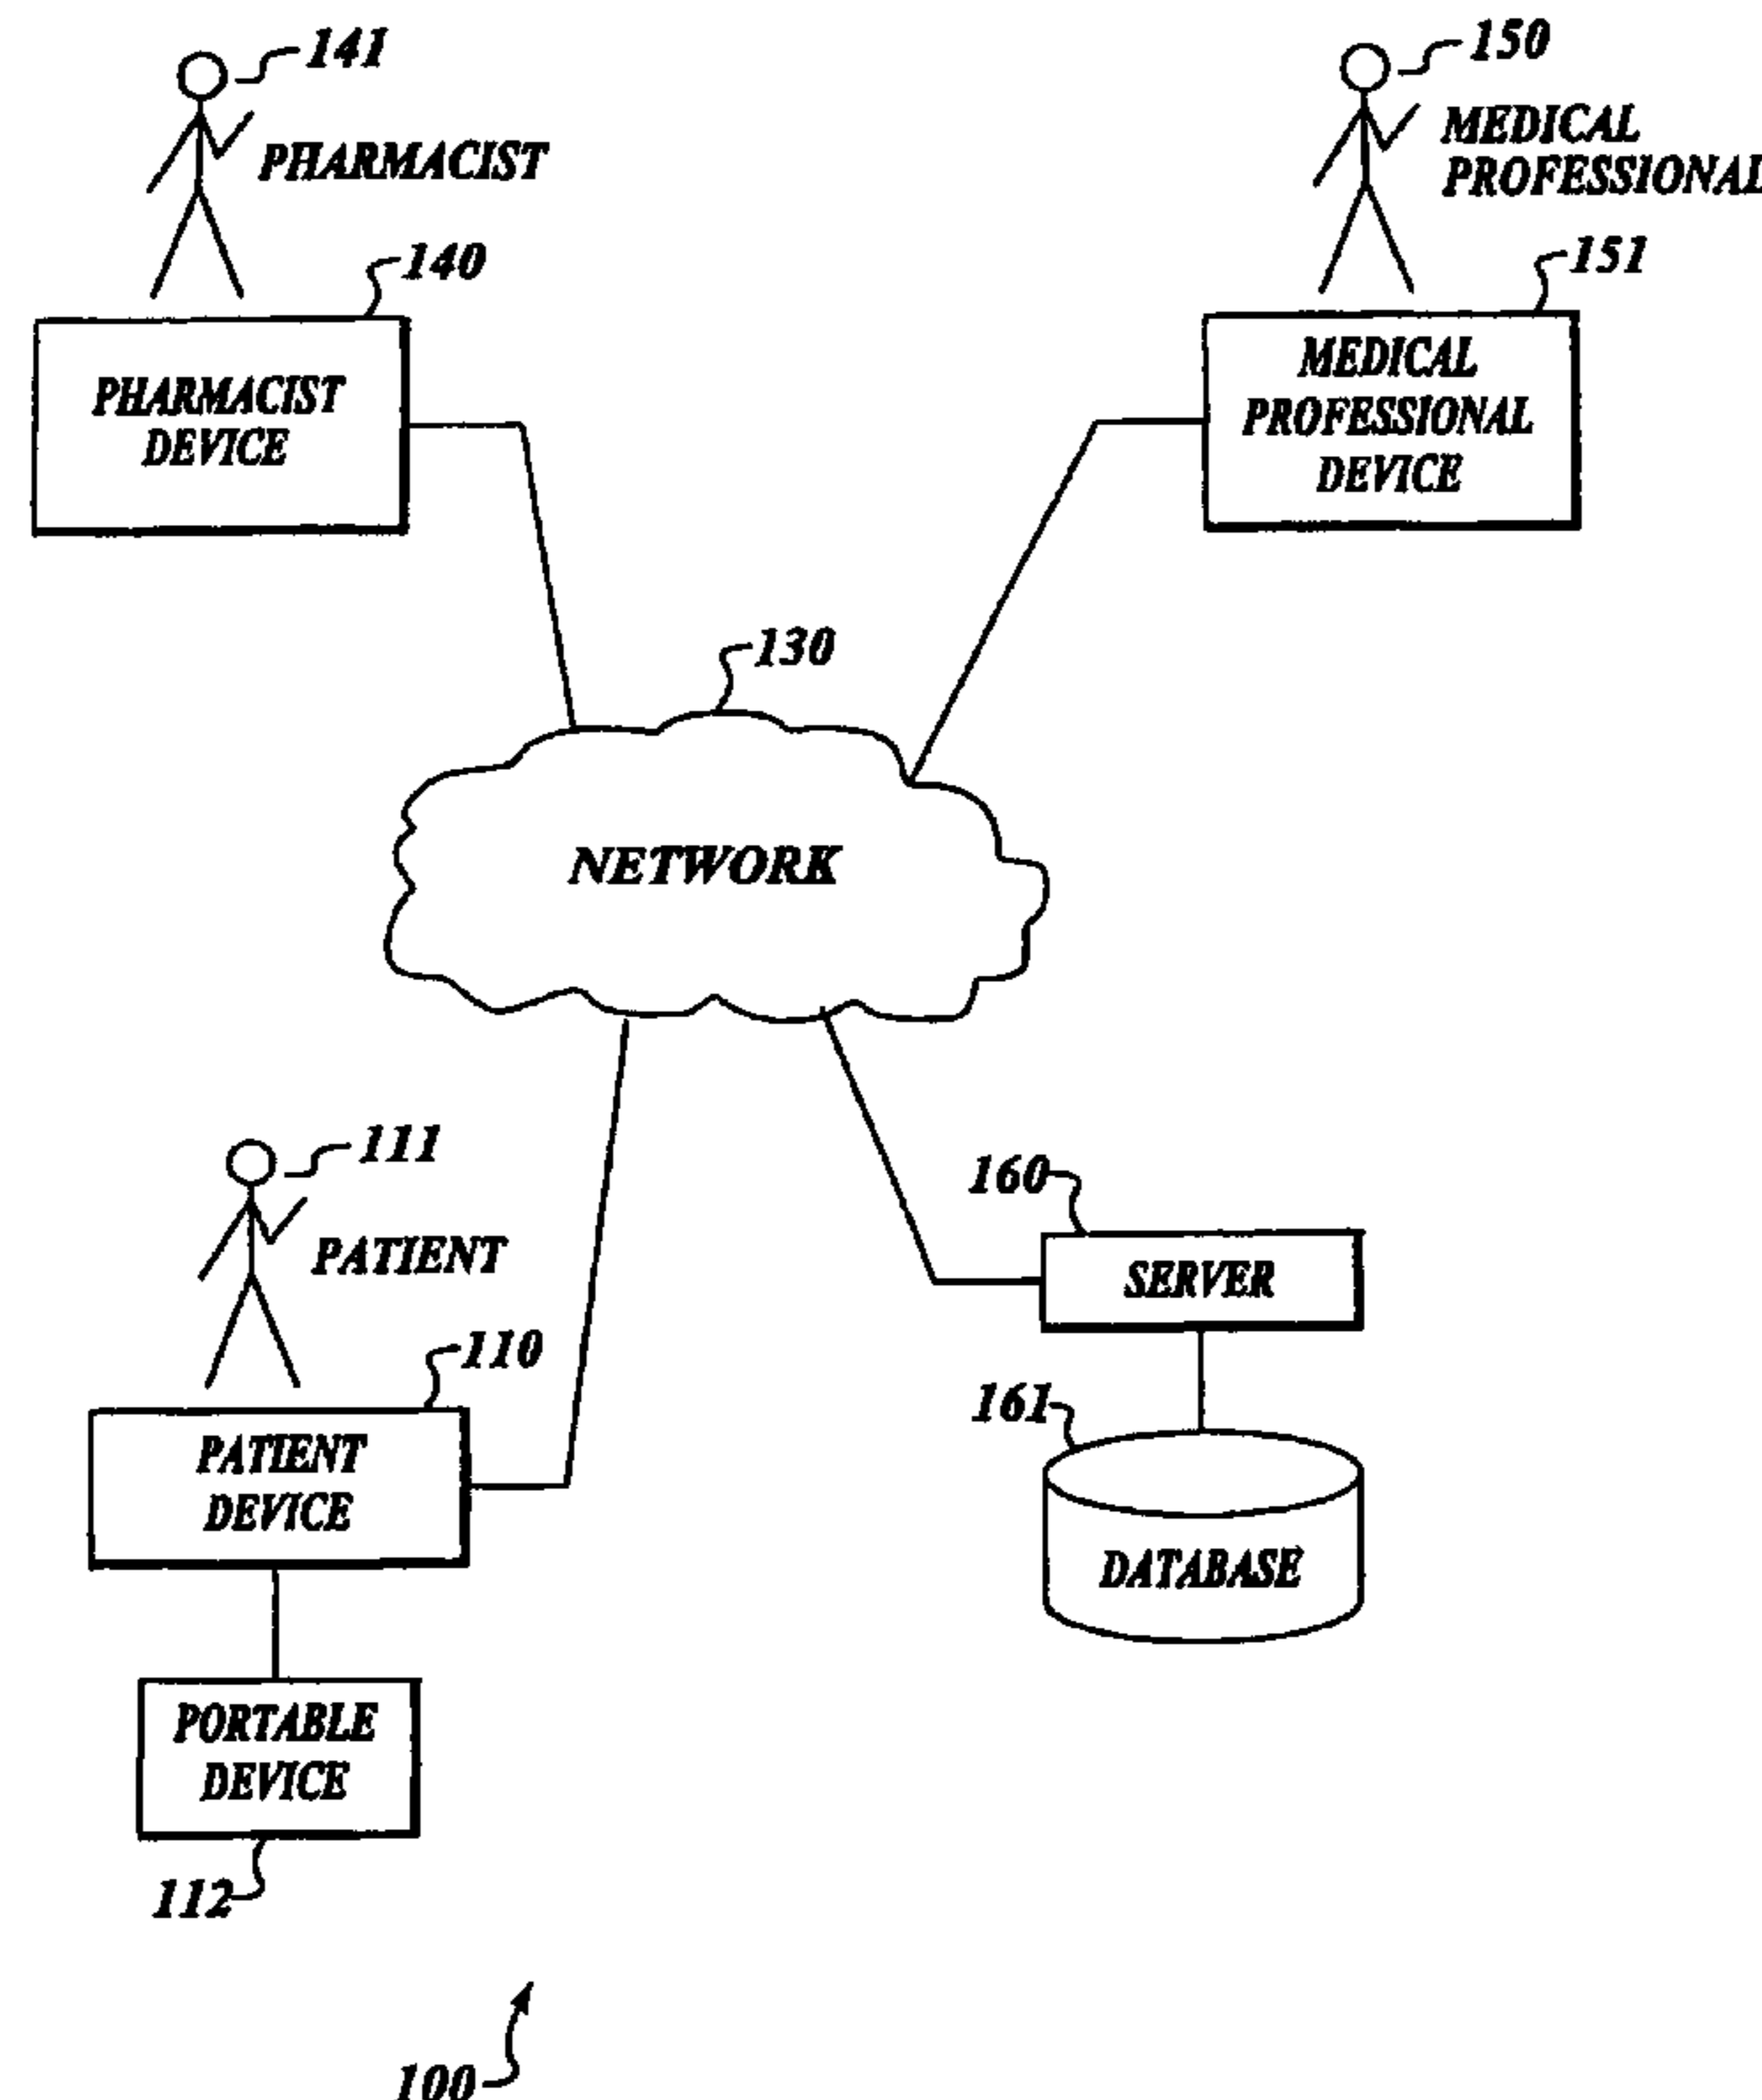 141
PHARMACIST
140
PHARMACIST
DEVICE
150
MEDICAL
PROFESSIONAL
151
MEDICAL
PROFESSIONAL
DEVICE
130
NETWORK
111
PATIENT
110
PATIENT
DEVICE
PORTABLE
DEVICE
112
160
SERVER
161
DATABASE
100